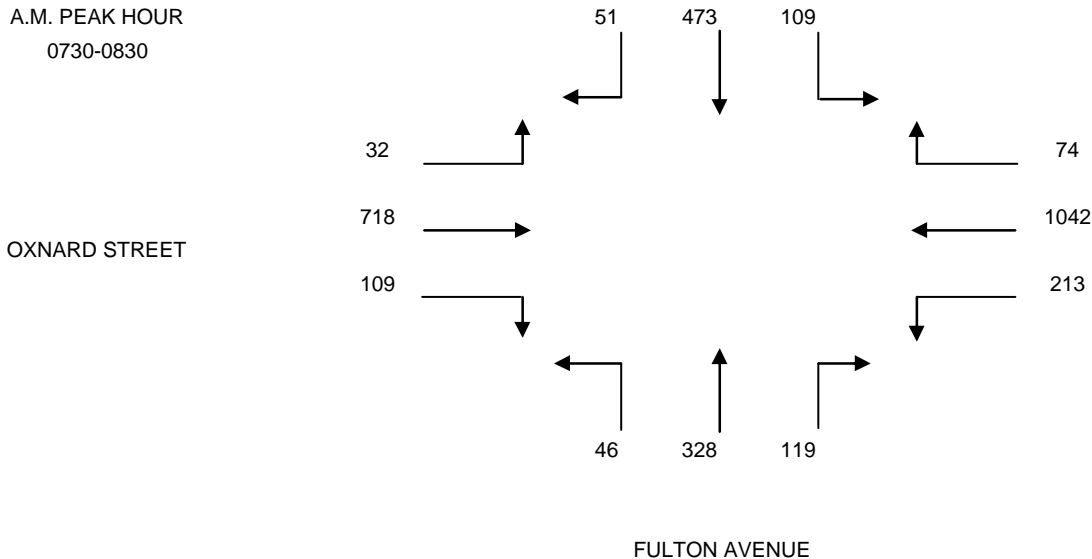 A.M. PEAK HOUR
51 473 109
0730-0830
32 74
718 1042
OXNARD STREET
109 213
46 328 119
FULTON AVENUE